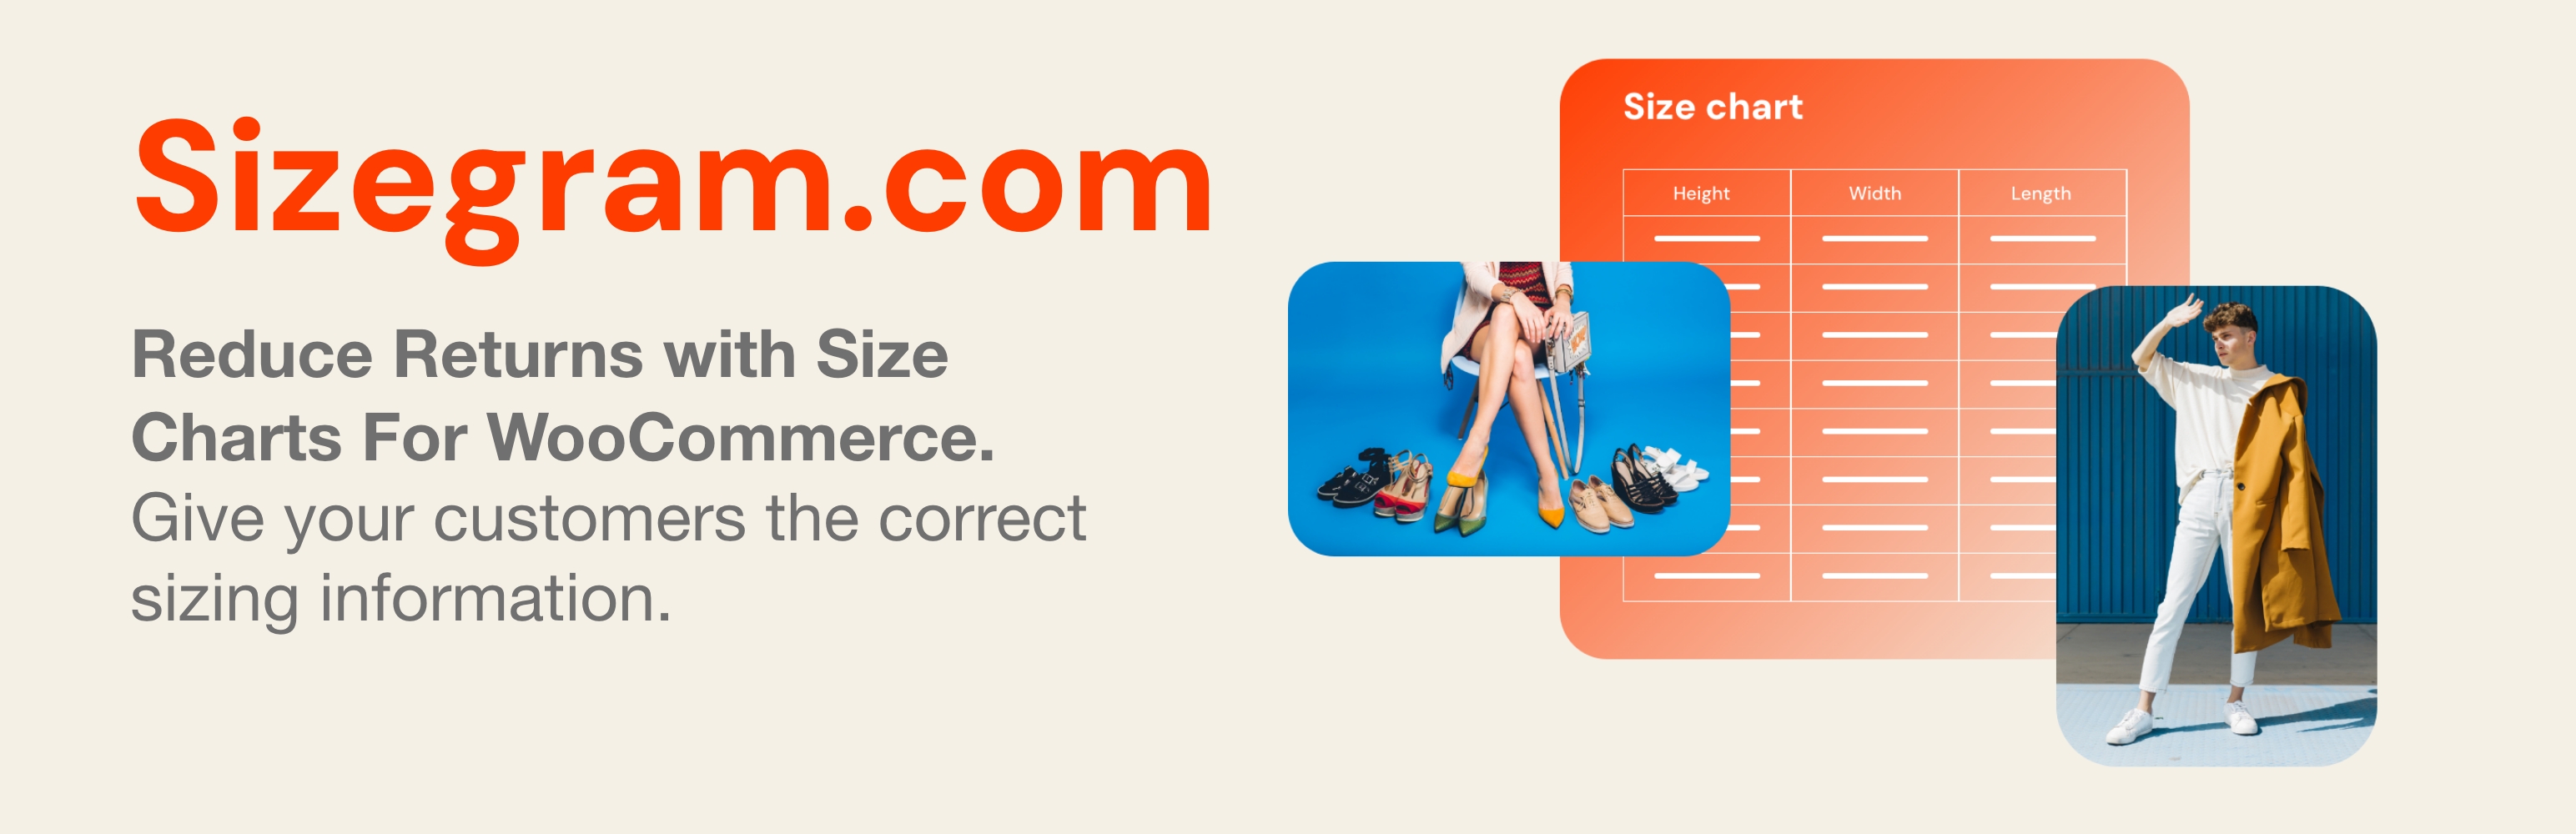 Sizegram.com
Reduce Returns with Size
Charts For WooCommerce.
Give your customers the correct
sizing information.
Size chart
Height Width Length